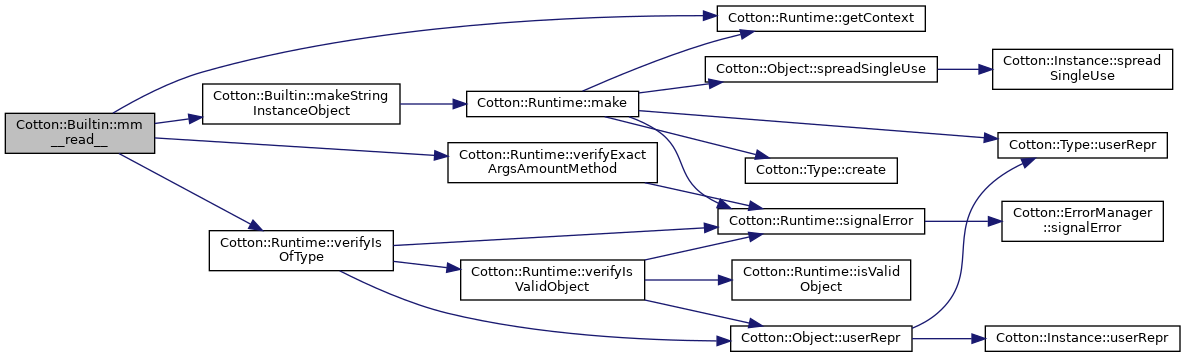 Cotton::Builtin::mm
__read__
Cotton::Runtime::getContext
Cotton::Builtin::makeString
InstanceObject
Cotton::Runtime::make
Cotton::Object::spreadSingleUse
Cotton::Instance::spread
SingleUse
Cotton::Type::userRepr
Cotton::Type::create
Cotton::Runtime::verifyExact
ArgsAmountMethod
Cotton::Runtime::signalError
Cotton::ErrorManager
::signalError
Cotton::Runtime::verifyIs
OfType
Cotton::Runtime::verifyIs
ValidObject
Cotton::Runtime::isValid
Object
Cotton::Object::userRepr
Cotton::Instance::userRepr